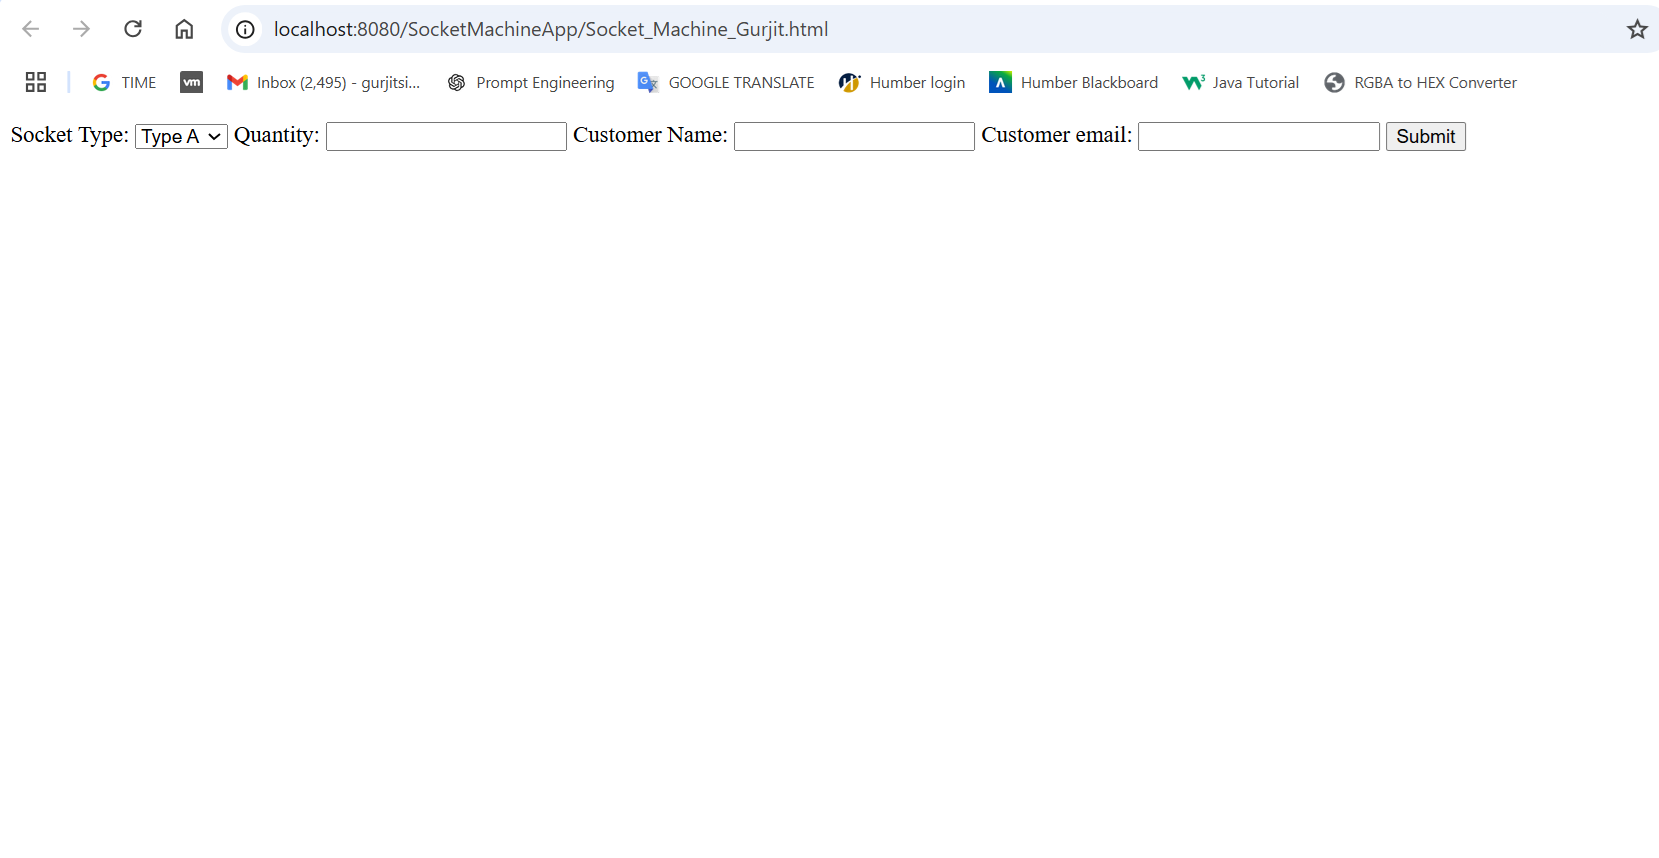 localhost:8080/SocketMachineApp/Socket_Machine_Gurjit.html
TIME vm Inbox (2,495) - gurjitsi... Prompt Engineering GOOGLE TRANSLATE Humber login Humber Blackboard Java Tutorial RGBA to HEX Converter
Socket Type: Type A Quantity: Customer Name: Customer email: Submit